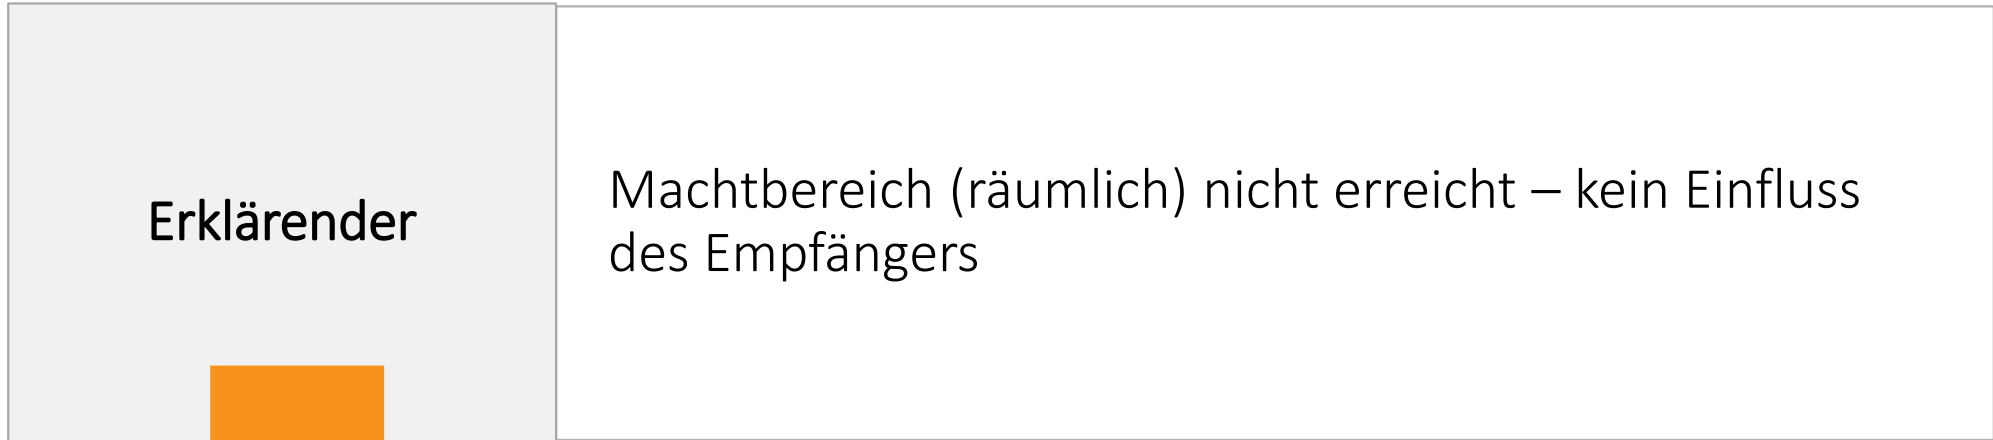 Erklärender
Machtbereich (räumlich) nicht erreicht – kein Einfluss
des Empfängers